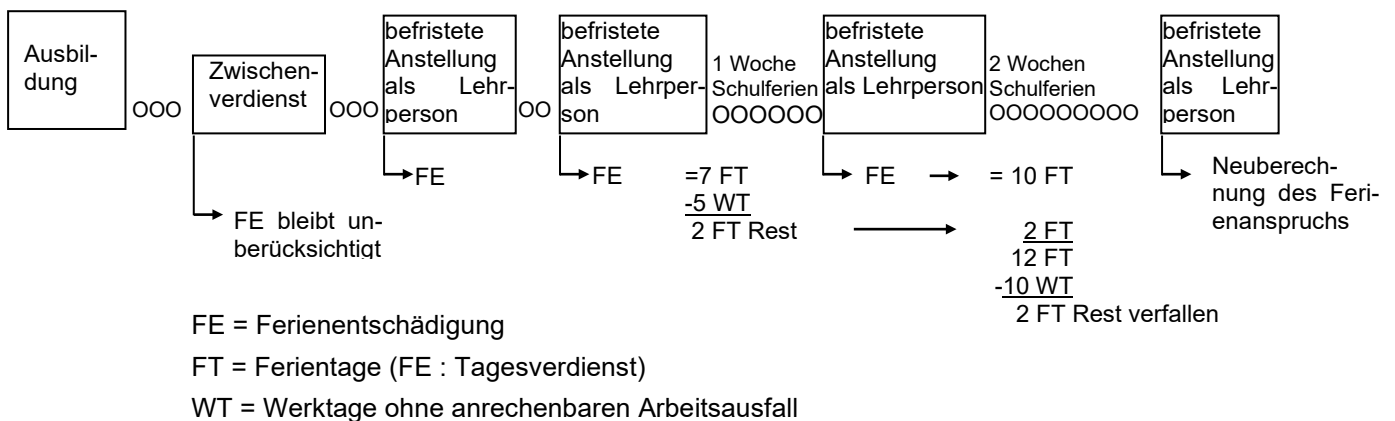 Ausbil-
dung
OOO
Zwischen-
verdienst
OOO
befristete
Anstellung
als Lehr-
person
OO
befristete
Anstellung
als Lehrper-
son
1 Woche
Schulferien
OOOOOO
befristete
Anstellung
als Lehrperson
2 Wochen
Schulferien
OOOOOOOOO
befristete
Anstellung
als Lehr-
person
FE bleibt un-
berücksichtigt
FE
FE
=7 FT
-5 WT
2 FT Rest
FE
= 10 FT
2 FT
12 FT
-10 WT
2 FT Rest verfallen
Neuberech-
nung des Feri-
enanspruchs
FE = Ferienentschädigung
FT = Ferientage (FE : Tagesverdienst)
WT = Werktage ohne anrechenbaren Arbeitsausfall